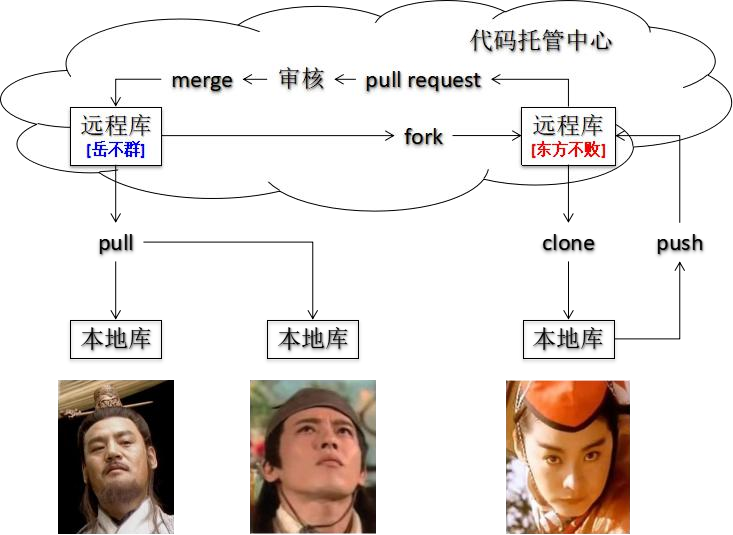 代码托管中心
merge
审核
pull request
远程库
[岳不群]
fork
远程库
[东方不败]
pull
clone
push
本地库
本地库
本地库